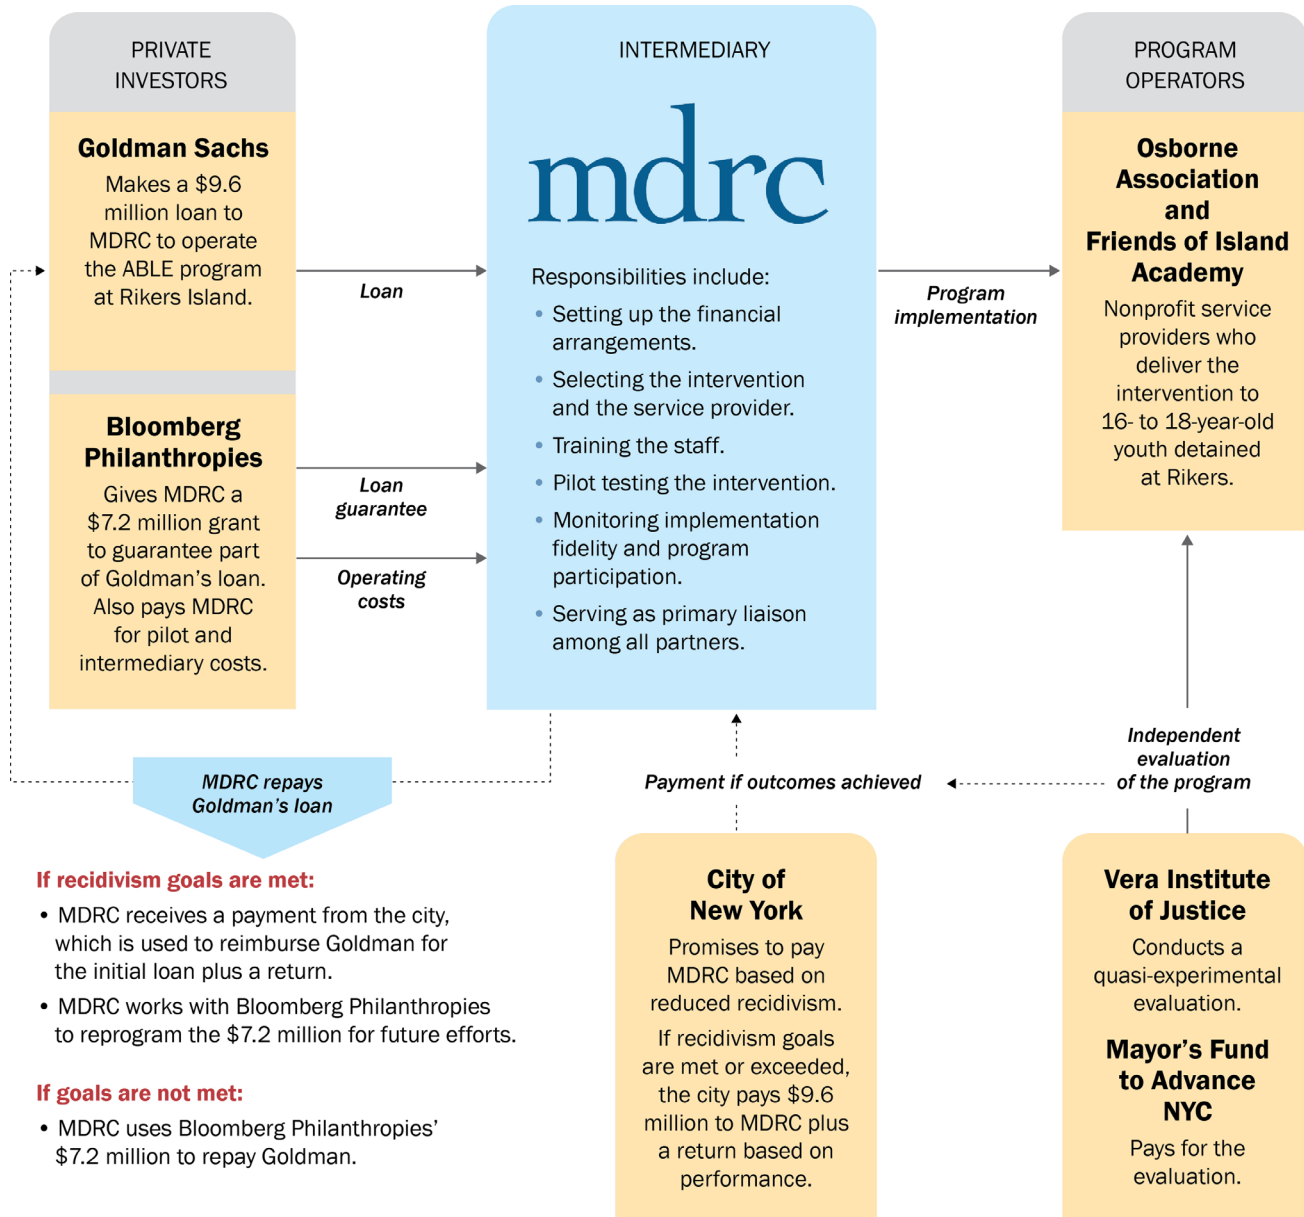 PRIVATE
INVESTORS
Goldman Sachs
Makes a $9.6
million loan to
MDRC to operate
the ABLE program
at Rikers Island.
Bloomberg
Philanthropies
Gives MDRC a
$7.2 million grant
to guarantee part
of Goldman’s loan.
Also pays MDRC
for pilot and
intermediary costs.
Loan
Loan
guarantee
Operating
costs
INTERMEDIARY
mdrc
Responsibilities include:
• Setting up the financial
arrangements.
• Selecting the intervention
and the service provider.
• Training the staff.
• Pilot testing the intervention.
• Monitoring implementation
fidelity and program
participation.
• Serving as primary liaison
among all partners.
Program
implementation
PROGRAM
OPERATORS
Osborne
Association
and
Friends of Island
Academy
Nonprofit service
providers who
deliver the
intervention to
16- to 18-year-old
youth detained
at Rikers.
MDRC repays
Goldman’s loan
Payment if outcomes achieved
Independent
evaluation
of the program
If recidivism goals are met:
• MDRC receives a payment from the city,
which is used to reimburse Goldman for
the initial loan plus a return.
• MDRC works with Bloomberg Philanthropies
to reprogram the $7.2 million for future efforts.
If goals are not met:
• MDRC uses Bloomberg Philanthropies’
$7.2 million to repay Goldman.
City of
New York
Promises to pay
MDRC based on
reduced recidivism.
If recidivism goals
are met or exceeded,
the city pays $9.6
million to MDRC plus
a return based on
performance.
Vera Institute
of Justice
Conducts a
quasi-experimental
evaluation.
Mayor’s Fund
to Advance
NYC
Pays for the
evaluation.